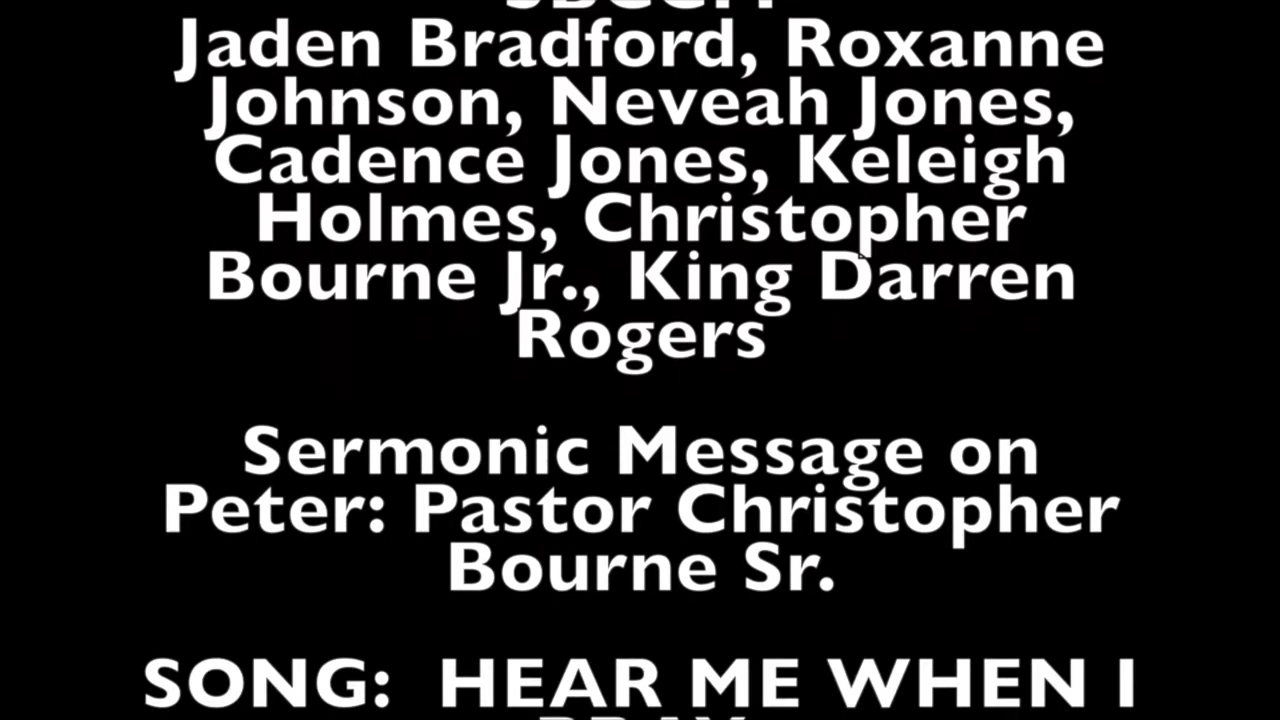 Jaden Bradford, Roxanne
Johnson, Neveah Jones,
Cadence Jones, Keleigh
Holmes, Christopher
Bourne Jr., King Darren
Rogers
Sermonic Message on
Peter: Pastor Christopher
Bourne Sr.
SONG:  HEAR ME WHEN I